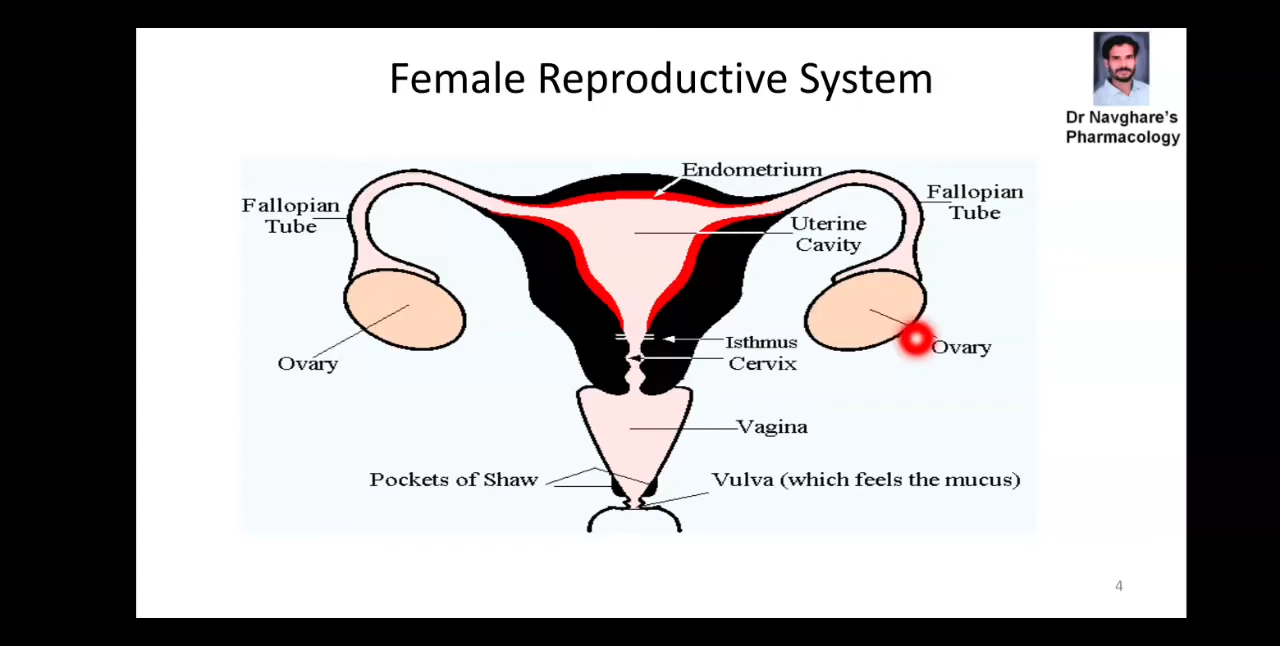 Female Reproductive System
Dr Navghare's
Pharmacology
Endometrium
Fallopian
Tube
Fallopian
Tube
Uterine
Cavity
Isthmus
Ovary
Cervix
Ovary
Vagina
Pockets of Shaw
Vulva (which feels the mucus)
4